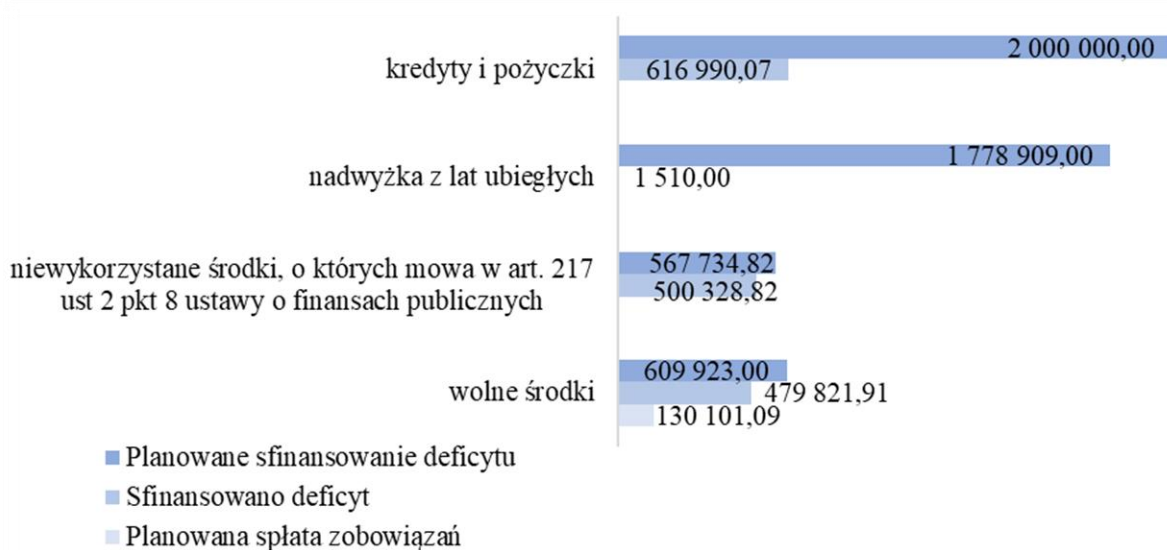 kredyty i pożyczki
2 000 000,00
616 990,07
nadwyżka z lat ubiegłych
1 778 909,00
1 510,00
niewykorzystane środki, o których mowa w art. 217
ust 2 pkt 8 ustawy o finansach publicznych
567 734,82
500 328,82
wolne środki
609 923,00
479 821,91
130 101,09
Planowane sfinansowanie deficytu
Sfinansowano deficyt
Planowana spłata zobowiązań